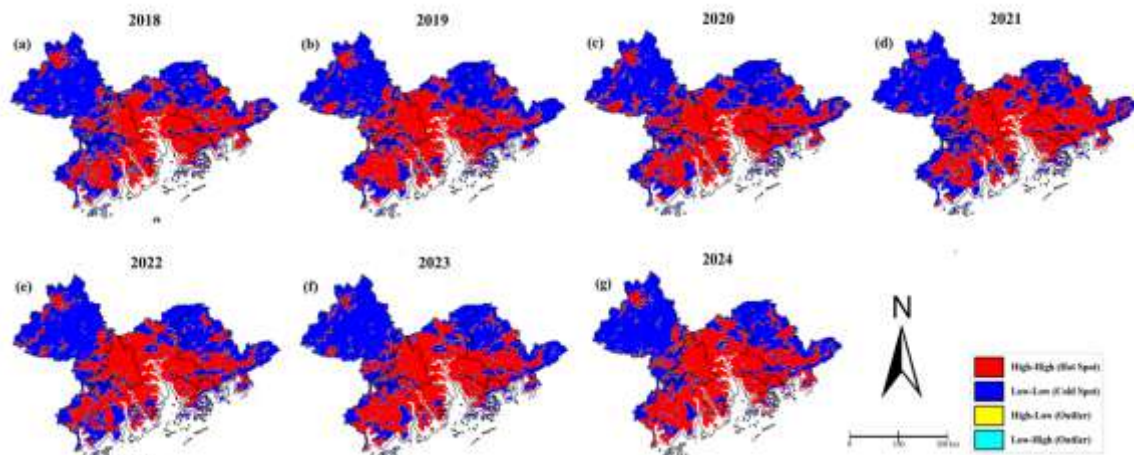 2018
2019
2020
2021
(a)
(b)
(c)
(d)
2022
2023
2024
(e)
(f)
(g)
N
High-High (Hot Spot)
Low-Low (Cold Spot)
High-Low (Outlier)
Low-High (Outlier)
0